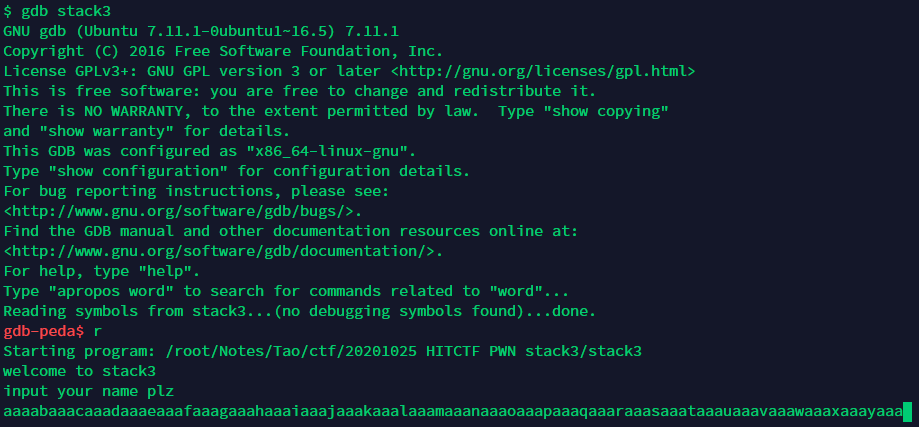 $ gdb stack3
GNU gdb (Ubuntu 7.11.1-0ubuntu1~16.5) 7.11.1
Copyright (C) 2016 Free Software Foundation, Inc.
License GPLv3+: GNU GPL version 3 or later <http://gnu.org/licenses/gpl.html>
This is free software: you are free to change and redistribute it.
There is NO WARRANTY, to the extent permitted by law.  Type "show copying"
and "show warranty" for details.
This GDB was configured as "x86_64-linux-gnu".
Type "show configuration" for configuration details.
For bug reporting instructions, please see:
<http://www.gnu.org/software/gdb/bugs/>.
Find the GDB manual and other documentation resources online at:
<http://www.gnu.org/software/gdb/documentation/>.
For help, type "help".
Type "apropos word" to search for commands related to "word"...
Reading symbols from stack3...(no debugging symbols found)...done.
gdb-peda$ r
Starting program: /root/Notes/Tao/ctf/20201025 HITCTF PWN stack3/stack3
welcome to stack3
input your name plz
aaaabaaacaaadaaaeaaafaaagaaahaaaiaaajaaakaaalaaamaaanaaaoaaapaaaqaaaraaasaaataaauaaavaaawaaaxaaayaaa